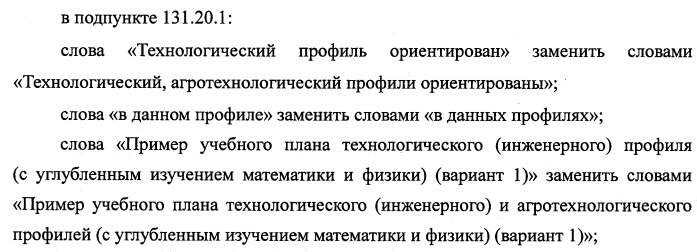 в подпункте 131.20.1:
слова «Технологический профиль ориентирован» заменить словами
«Технологический, агротехнологический профили ориентированы»;
слова «в данном профиле» заменить словами «в данных профилях»;
слова «Пример учебного плана технологического (инженерного) профиля
(с углубленным изучением математики и физики) (вариант 1)» заменить словами
«Пример учебного плана технологического (инженерного) и агротехнологического
профилей (с углубленным изучением математики и физики) (вариант 1)»;